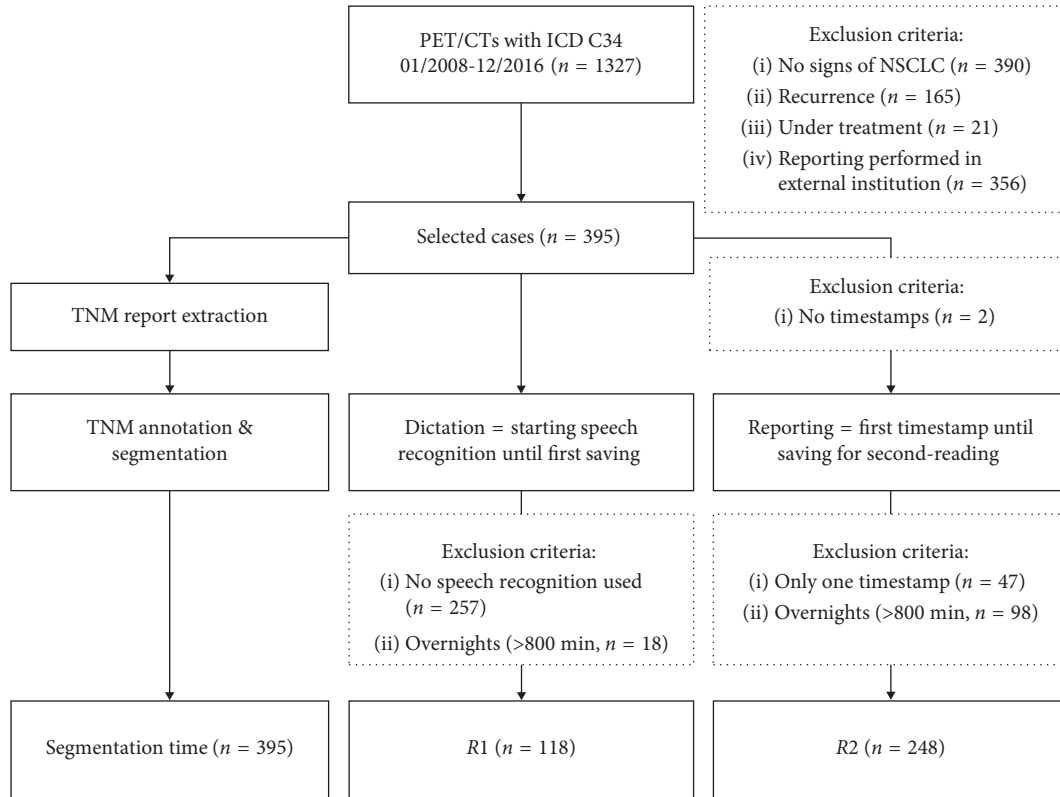 PET/CTs with ICD C34
01/2008-12/2016 (n = 1327)
Exclusion criteria:
(i) No signs of NSCLC (n = 390)
(ii) Recurrence (n = 165)
(iii) Under treatment (n = 21)
(iv) Reporting performed in
external institution (n = 356)
Selected cases (n = 395)
TNM report extraction
Exclusion criteria:
(i) No timestamps (n = 2)
TNM annotation &
segmentation
Dictation = starting speech
recognition until first saving
Reporting = first timestamp until
saving for second-reading
Exclusion criteria:
(i) No speech recognition used
(n = 257)
(ii) Overnights (>800 min, n = 18)
Exclusion criteria:
(i) Only one timestamp (n = 47)
(ii) Overnights (>800 min, n = 98)
Segmentation time (n = 395)
R1 (n = 118)
R2 (n = 248)